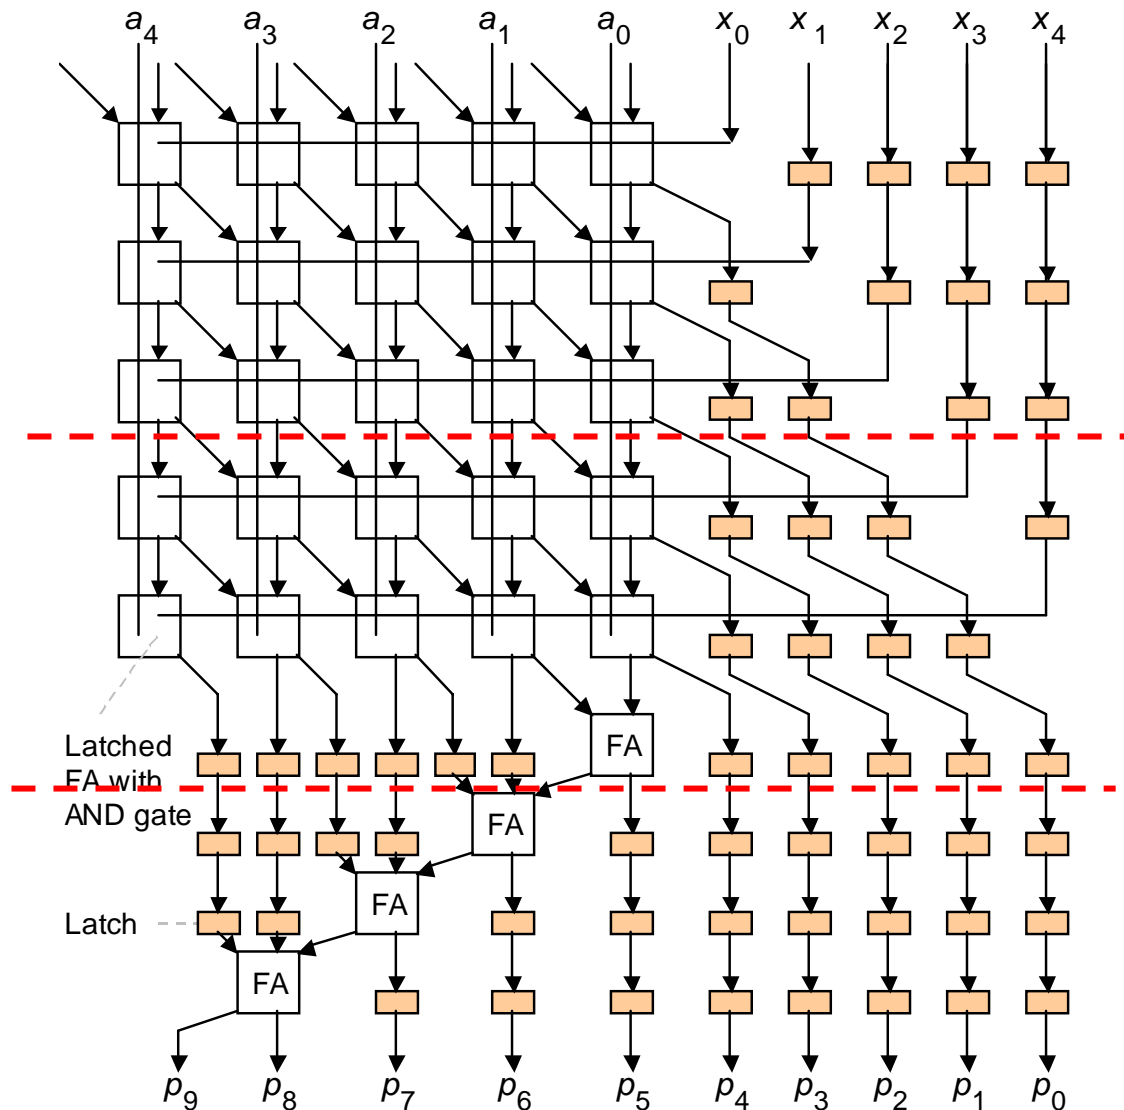 a4 a3 a2 a1 a0 x0 x1 x2 x3 x4
FA
Latched
FA with
AND gate
FA
FA
Latch
FA
p9 p8 p7 p6 p5 p4 p3 p2 p1 p0